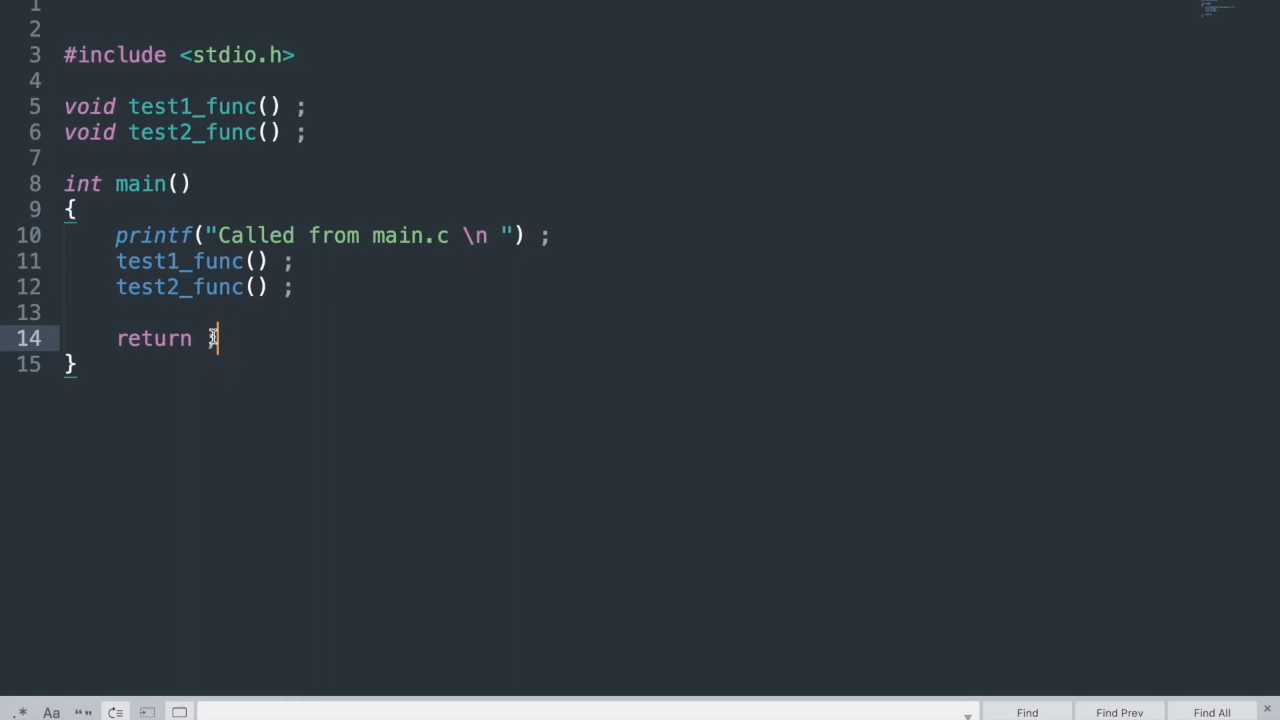 1
2
3 #include <stdio.h>
4
5 void test1_func() ;
6 void test2_func() ;
7
8 int main()
9 {
10 printf("Called from main.c \n ") ;
11 test1_func() ;
12 test2_func() ;
13
14 return ;
15 }
.* Aa “” Find Find Prev Find All ×